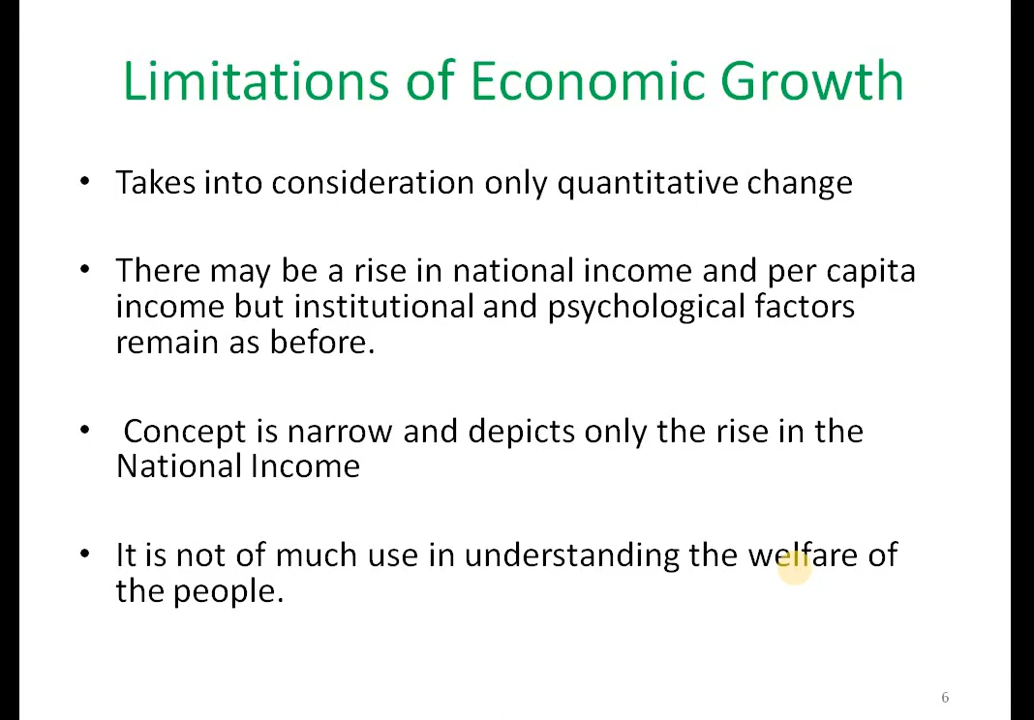 Limitations of Economic Growth
• Takes into consideration only quantitative change
• There may be a rise in national income and per capita
income but institutional and psychological factors
remain as before.
• Concept is narrow and depicts only the rise in the
National Income
• It is not of much use in understanding the welfare of
the people.
6